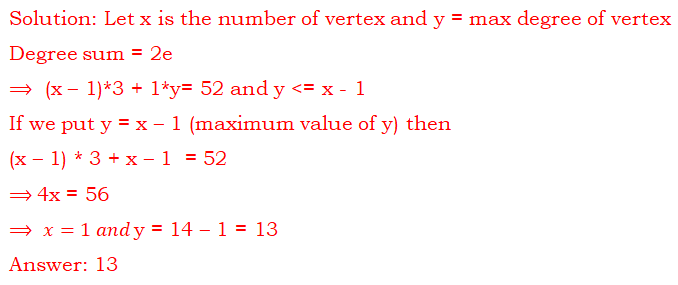 Solution: Let x is the number of vertex and y = max degree of vertex
Degree sum = 2e
⟹ (x – 1)*3 + 1*y= 52 and y <= x - 1
If we put y = x – 1 (maximum value of y) then
(x – 1) * 3 + x – 1 = 52
⟹ 4x = 56
⟹ x = 1 and y = 14 – 1 = 13
Answer: 13